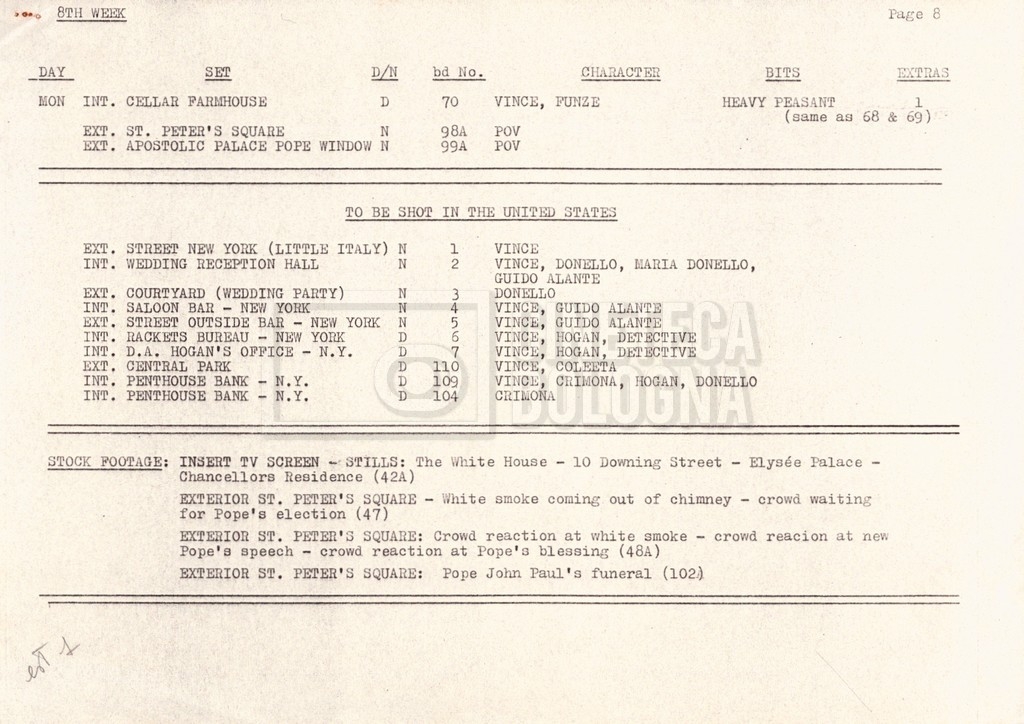 8TH WEEK Page 8
DAY SET D/N bd No. CHARACTER BITS EXTRAS
MON INT. CELLAR FARMHOUSE D 70 VINCE, FUNZE HEAVY PEASANT 1
(same as 68 & 69)
EXT. ST. PETER'S SQUARE N 98A POV
EXT. APOSTOLIC PALACE POPE WINDOW N 99A POV
TO BE SHOT IN THE UNITED STATES
EXT. STREET NEW YORK (LITTLE ITALY) N 1 VINCE
INT. WEDDING RECEPTION HALL N 2 VINCE, DONELLO, MARIA DONELLO,
GUIDO ALANTE
EXT. COURTYARD (WEDDING PARTY) N 3 DONELLO
INT. SALOON BAR - NEW YORK N 4 VINCE, GUIDO ALANTE
EXT. STREET OUTSIDE BAR - NEW YORK N 5 VINCE, GUIDO ALANTE
INT. RACKETS BUREAU - NEW YORK D 6 VINCE, HOGAN, DETECTIVE
INT. D.A. HOGAN'S OFFICE - N.Y. D 7 VINCE, HOGAN, DETECTIVE
EXT. CENTRAL PARK D 110 VINCE, COLEETA
INT. PENTHOUSE BANK - N.Y. D 109 VINCE, CRIMONA, HOGAN, DONELLO
INT. PENTHOUSE BANK - N.Y. D 104 CRIMONA
CINETECA
BOLOGNA
STOCK FOOTAGE: INSERT TV SCREEN - STILLS: The White House - 10 Downing Street - Elysée Palace -
Chancellors Residence (42A)
EXTERIOR ST. PETER'S SQUARE - White smoke coming out of chimney - crowd waiting
for Pope's election (47)
EXTERIOR ST. PETER'S SQUARE: Crowd reaction at white smoke - crowd reacion at new
Pope's speech - crowd reaction at Pope's blessing (48A)
EXTERIOR ST. PETER'S SQUARE: Pope John Paul's funeral (102)